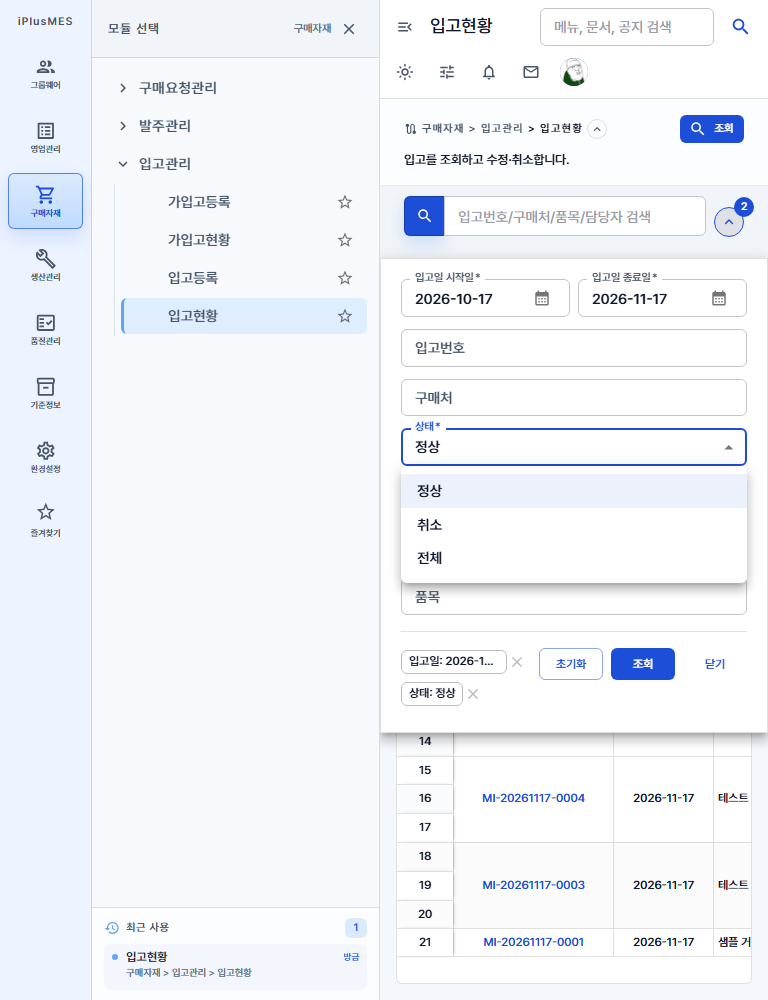 iPlusMES
그룹웨어
영업관리
구매자재
생산관리
품질관리
기준정보
환경설정
즐겨찾기
모듈 선택
구매자재
구매요청관리
발주관리
입고관리
가입고등록
가입고현황
입고등록
입고현황
최근 사용
1
입고현황
방금
구매자재 > 입고관리 > 입고현황
입고현황
메뉴, 문서, 공지 검색
구매자재 > 입고관리 > 입고현황
조회
입고를 조회하고 수정·취소합니다.
입고번호/구매처/품목/담당자 검색
2
입고일 시작일*
2026-10-17
입고일 종료일*
2026-11-17
입고번호
구매처
상태*
정상
정상
취소
전체
품목
입고일: 2026-1...
초기화
조회
닫기
상태: 정상
14
15
16
MI-20261117-0004
2026-11-17
테스트
17
18
19
MI-20261117-0003
2026-11-17
테스트
20
21
MI-20261117-0001
2026-11-17
샘플 거